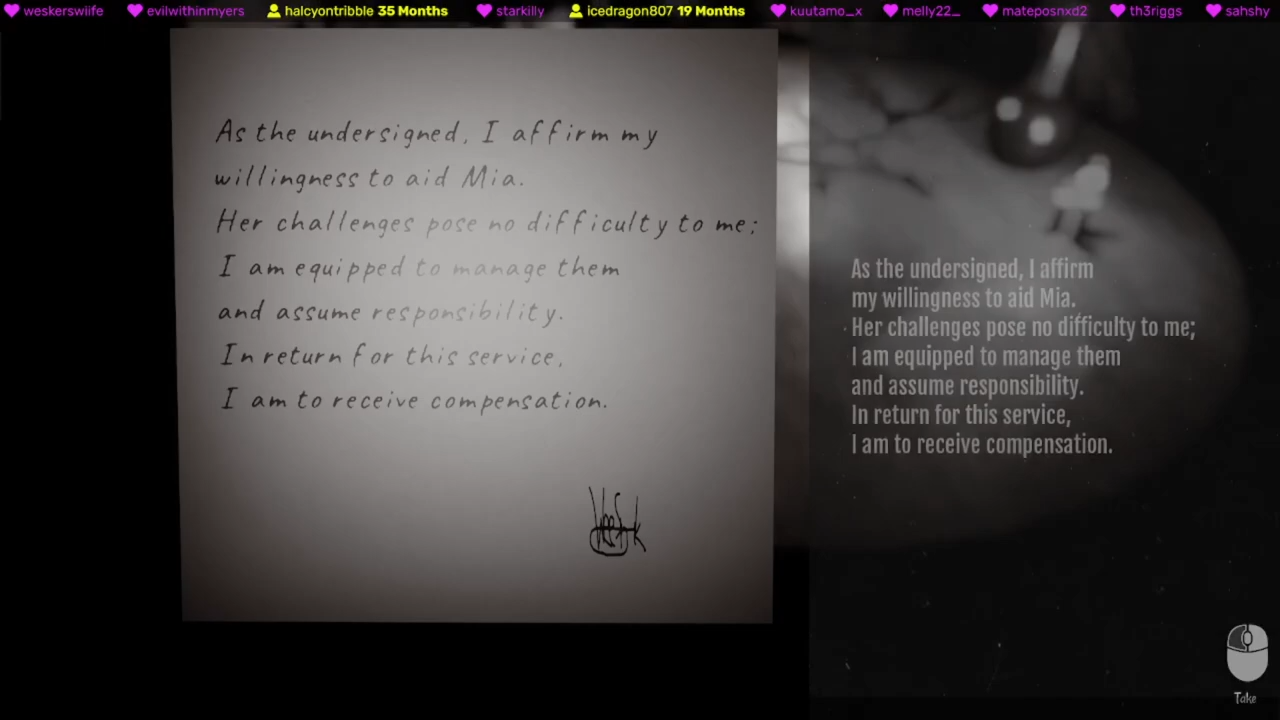 weskerswiife evilwithinmyers halcyontribble 35 Months starkilly icedragon807 19 Months kuutamo_x melly22_ mateposnxd2 th3riggs sahshy
As the undersigned, I affirm my
willingness to aid Mia.
Her challenges pose no difficulty to me;
I am equipped to manage them
and assume responsibility.
In return for this service,
I am to receive compensation.
As the undersigned, I affirm
my willingness to aid Mia.
Her challenges pose no difficulty to me;
I am equipped to manage them
and assume responsibility.
In return for this service,
I am to receive compensation.
Take